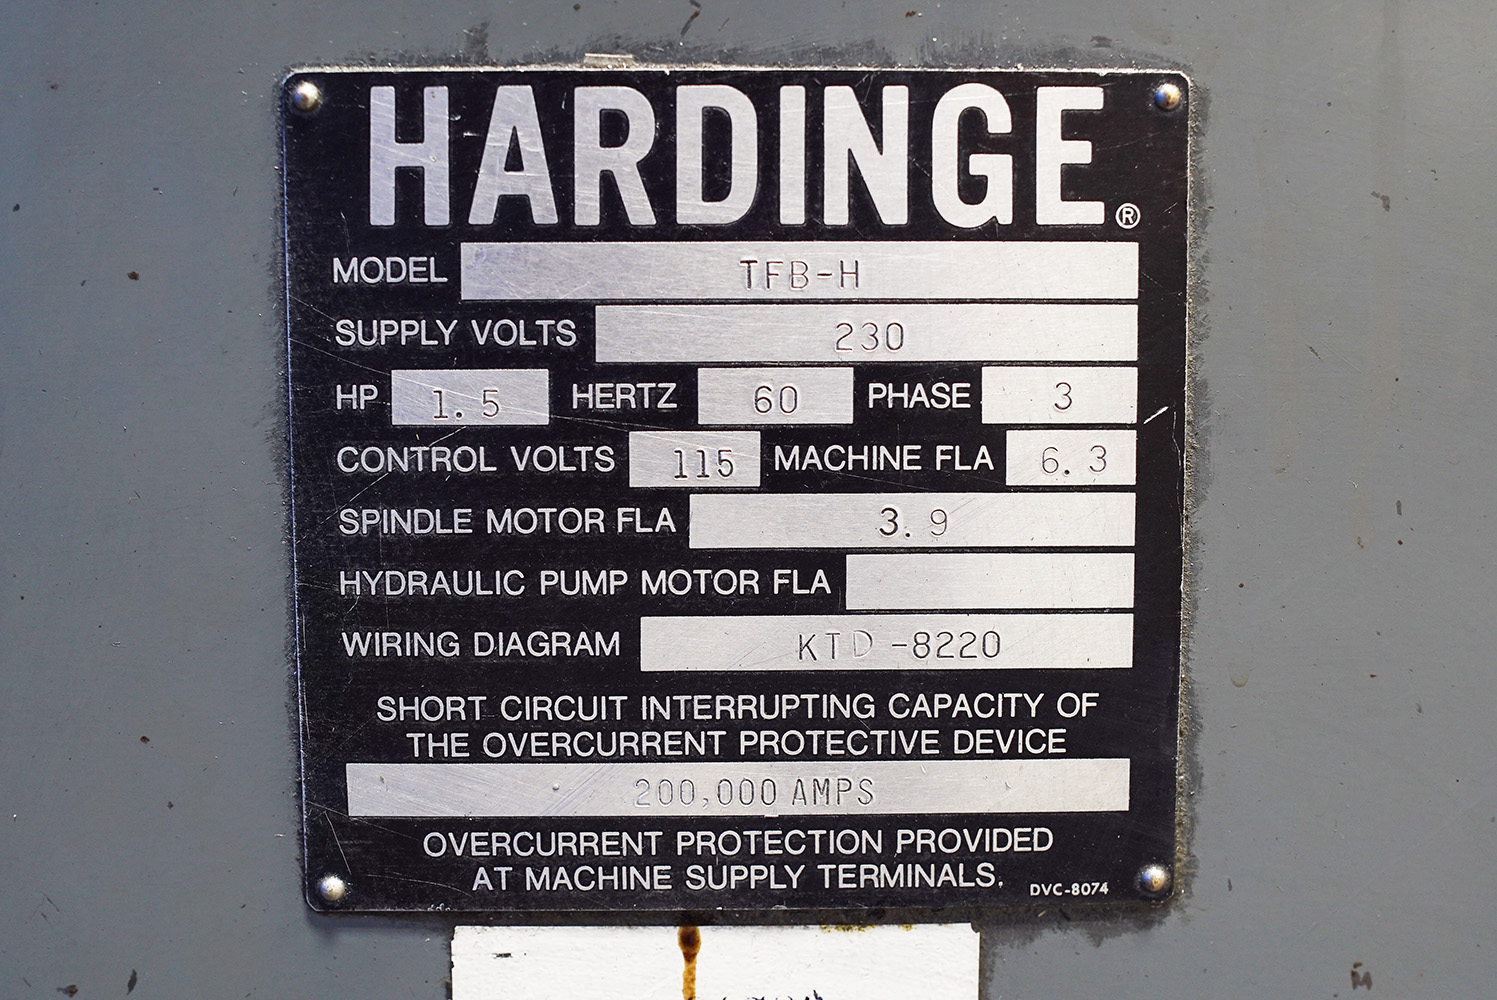 HARDINGE®
MODEL TFB-H
SUPPLY VOLTS 230
HP 1.5 HERTZ 60 PHASE 3
CONTROL VOLTS 115 MACHINE FLA 6.3
SPINDLE MOTOR FLA 3.9
HYDRAULIC PUMP MOTOR FLA
WIRING DIAGRAM KTD-8220
SHORT CIRCUIT INTERRUPTING CAPACITY OF
THE OVERCURRENT PROTECTIVE DEVICE
200,000 AMPS
OVERCURRENT PROTECTION PROVIDED
AT MACHINE SUPPLY TERMINALS.
DVC-8074